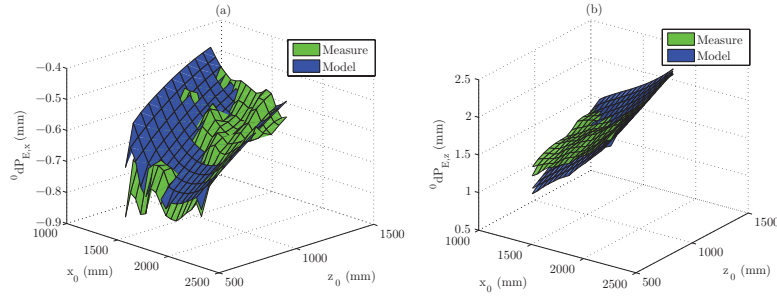 (a)
Measure
Model
−0.4
−0.5
−0.6
−0.7
−0.8
−0.9
⁰dP_E,x (mm)
1000
1500
2000
2500
x₀ (mm)
500
1000
1500
z₀ (mm)
(b)
Measure
Model
2.5
2
1.5
1
0.5
⁰dP_E,z (mm)
1000
1500
2000
2500
x₀ (mm)
500
1000
1500
z₀ (mm)